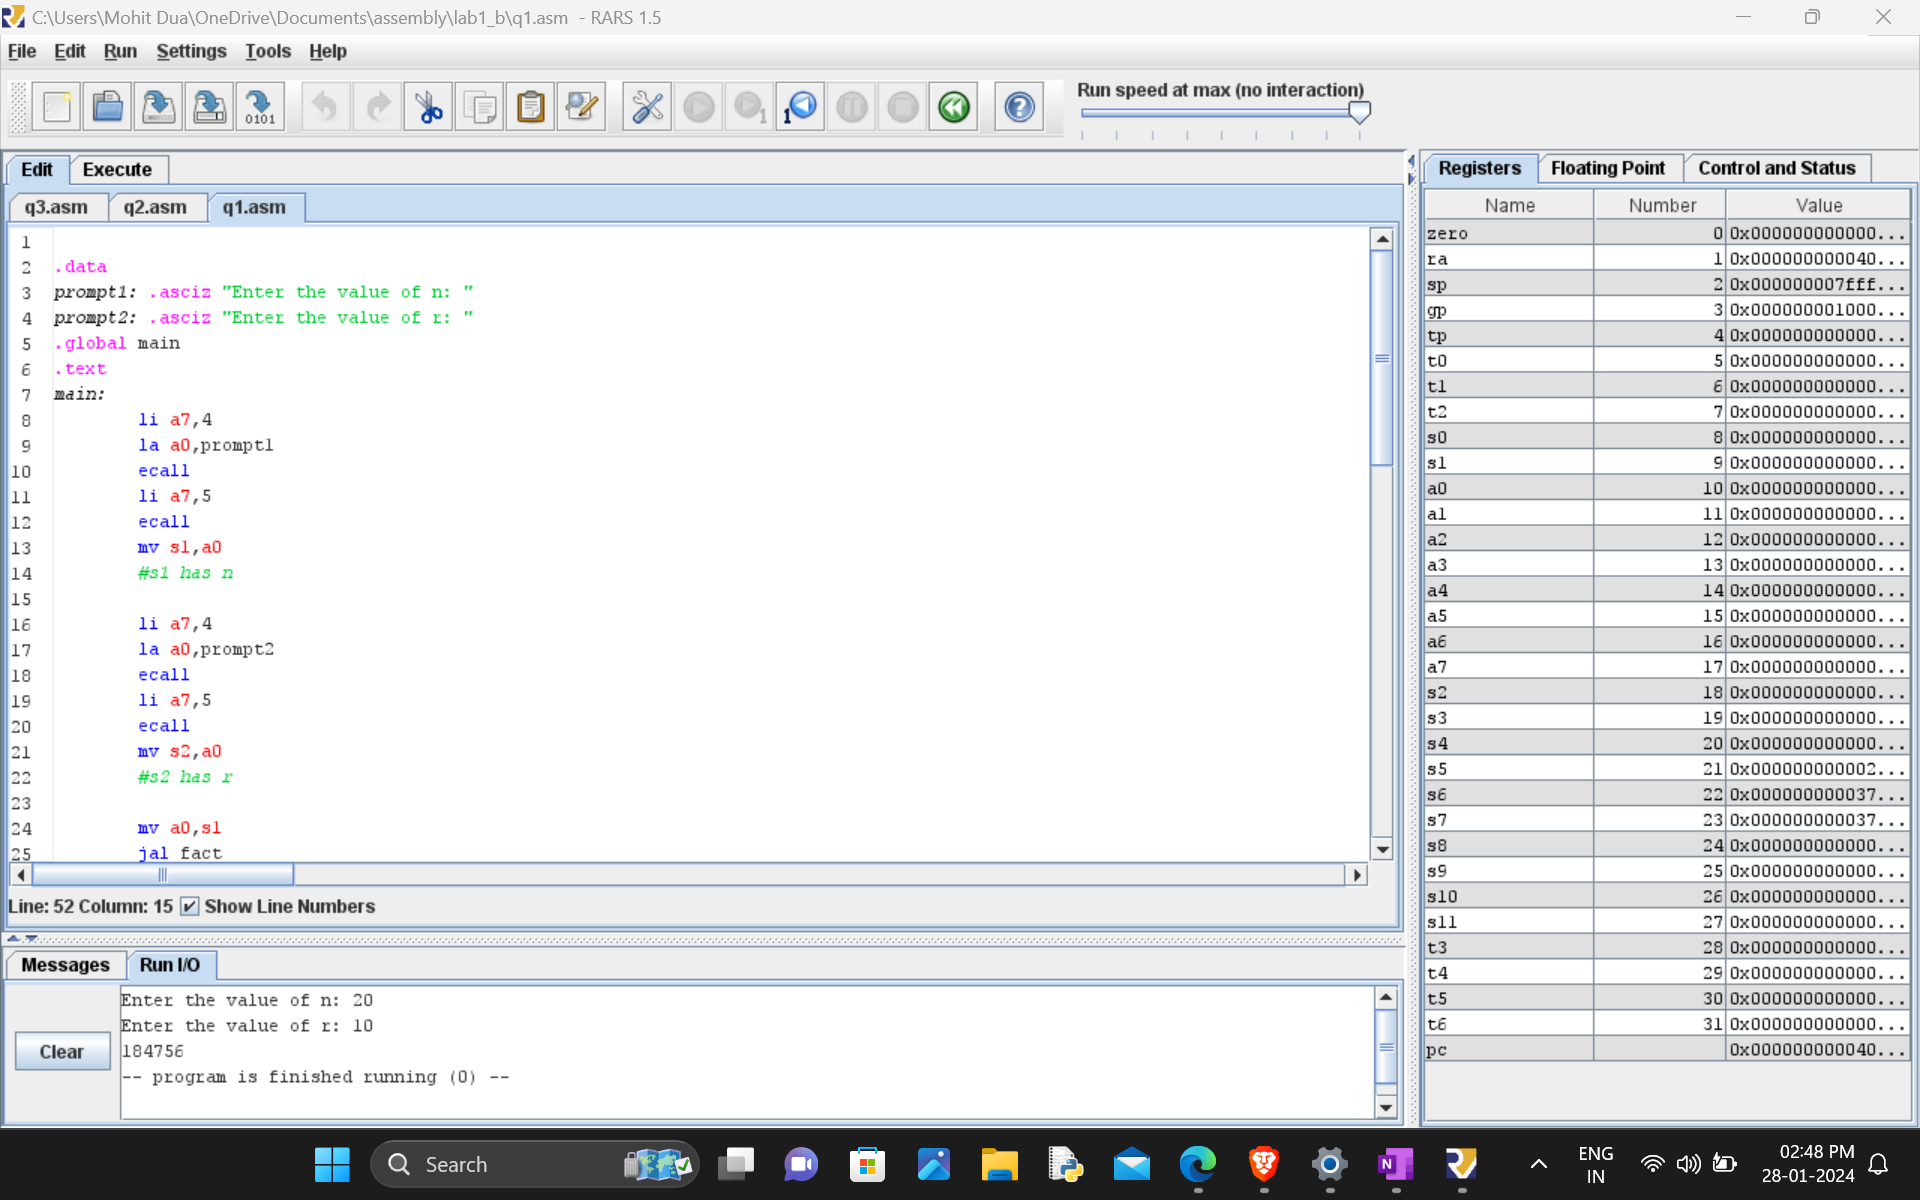 C:\Users\Mohit Dua\OneDrive\Documents\assembly\lab1_b\q1.asm - RARS 1.5
File Edit Run Settings Tools Help
0101 1 1
Run speed at max (no interaction)
Edit Execute
q3.asm q2.asm q1.asm
1
2 .data
3 prompt1: .asciz "Enter the value of n: "
4 prompt2: .asciz "Enter the value of r: "
5 .global main
6 .text
7 main:
8 li a7,4
9 la a0,prompt1
10 ecall
11 li a7,5
12 ecall
13 mv s1,a0
14 #s1 has n
15
16 li a7,4
17 la a0,prompt2
18 ecall
19 li a7,5
20 ecall
21 mv s2,a0
22 #s2 has r
23
24 mv a0,s1
25 jal fact
Line: 52 Column: 15 Show Line Numbers
Messages Run I/O
Clear
Enter the value of n: 20
Enter the value of r: 10
184756
-- program is finished running (0) --
Registers Floating Point Control and Status
Name Number Value
zero 0 0x000000000000...
ra 1 0x000000000040...
sp 2 0x000000007fff...
gp 3 0x000000001000...
tp 4 0x000000000000...
t0 5 0x000000000000...
t1 6 0x000000000000...
t2 7 0x000000000000...
s0 8 0x000000000000...
s1 9 0x000000000000...
a0 10 0x000000000000...
a1 11 0x000000000000...
a2 12 0x000000000000...
a3 13 0x000000000000...
a4 14 0x000000000000...
a5 15 0x000000000000...
a6 16 0x000000000000...
a7 17 0x000000000000...
s2 18 0x000000000000...
s3 19 0x000000000000...
s4 20 0x000000000000...
s5 21 0x000000000002...
s6 22 0x000000000037...
s7 23 0x000000000037...
s8 24 0x000000000000...
s9 25 0x000000000000...
s10 26 0x000000000000...
s11 27 0x000000000000...
t3 28 0x000000000000...
t4 29 0x000000000000...
t5 30 0x000000000000...
t6 31 0x000000000000...
pc 0x000000000040...
Search
ENG
IN
02:48 PM
28-01-2024